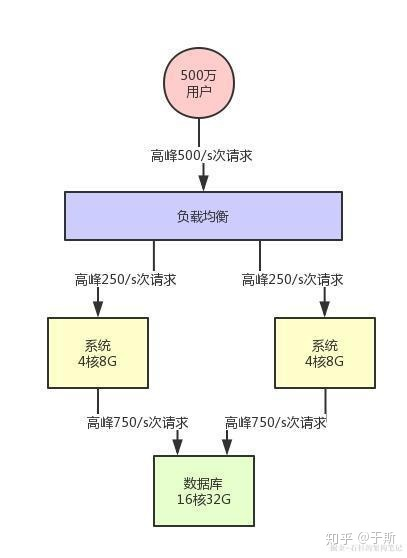 500万
用户
高峰500/s次请求
负载均衡
高峰250/s次请求
高峰250/s次请求
系统
4核8G
系统
4核8G
高峰750/s次请求
高峰750/s次请求
数据库
16核32G
知乎 @于斯